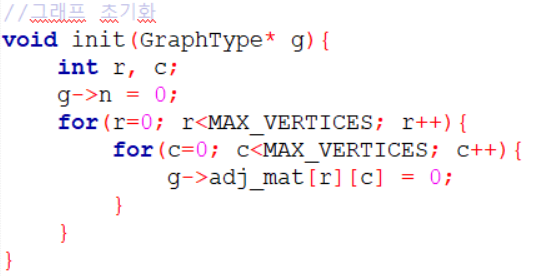 //그래프 초기화
void init(GraphType* g){
    int r, c;
    g->n = 0;
    for(r=0; r<MAX_VERTICES; r++){
        for(c=0; c<MAX_VERTICES; c++){
            g->adj_mat[r][c] = 0;
        }
    }
}